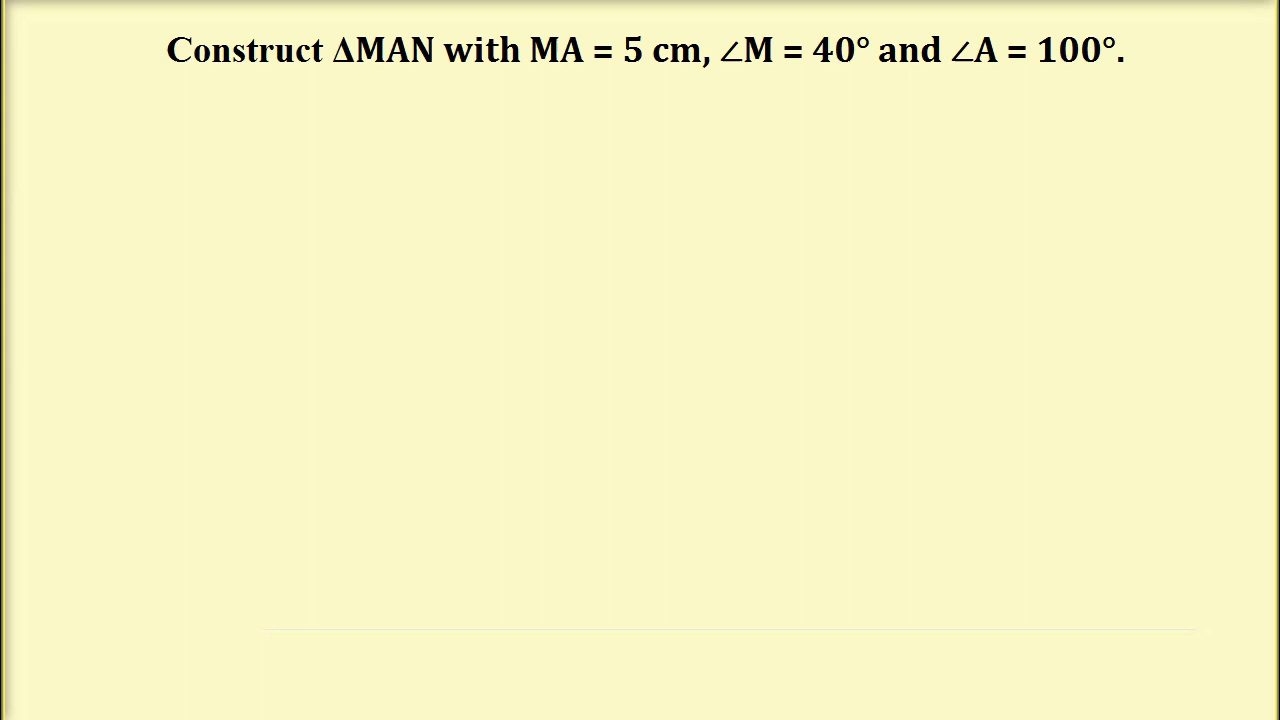 Construct ΔMAN with MA = 5 cm, ∠M = 40° and ∠A = 100°.